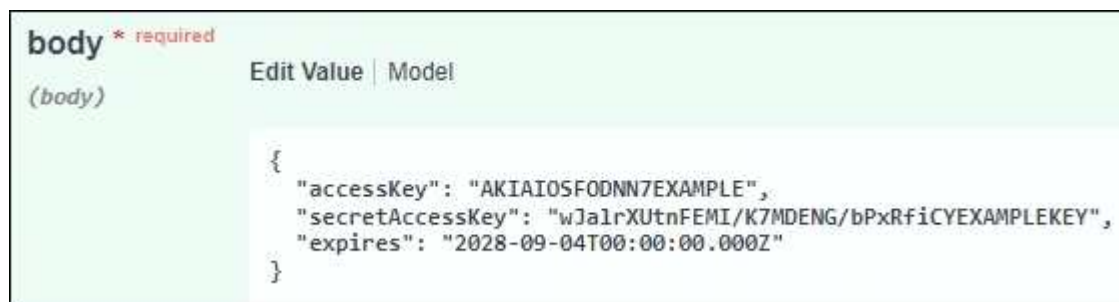 body * required
Edit Value | Model
(body)
{
"accessKey": "AKIAIOSFODNN7EXAMPLE",
"secretAccessKey": "wJalrXUtnFEMI/K7MDENG/bPxRfiCYEXAMPLEKEY",
"expires": "2028-09-04T00:00:00.000Z"
}